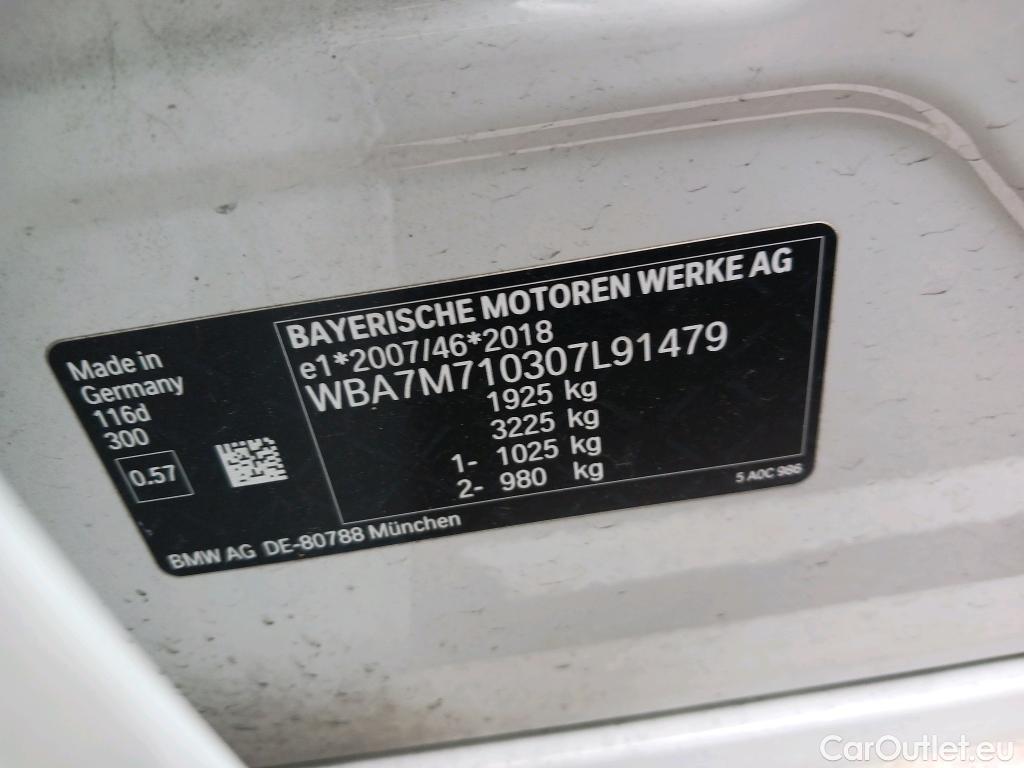 Made in
Germany
116d
300
0.57
BAYERISCHE MOTOREN WERKE AG
e1*2007/46*2018
WBA7M710307L91479
1925 kg
3225 kg
1- 1025 kg
2- 980 kg
5 A0C 986
BMW AG DE-80788 München
CarOutlet.eu